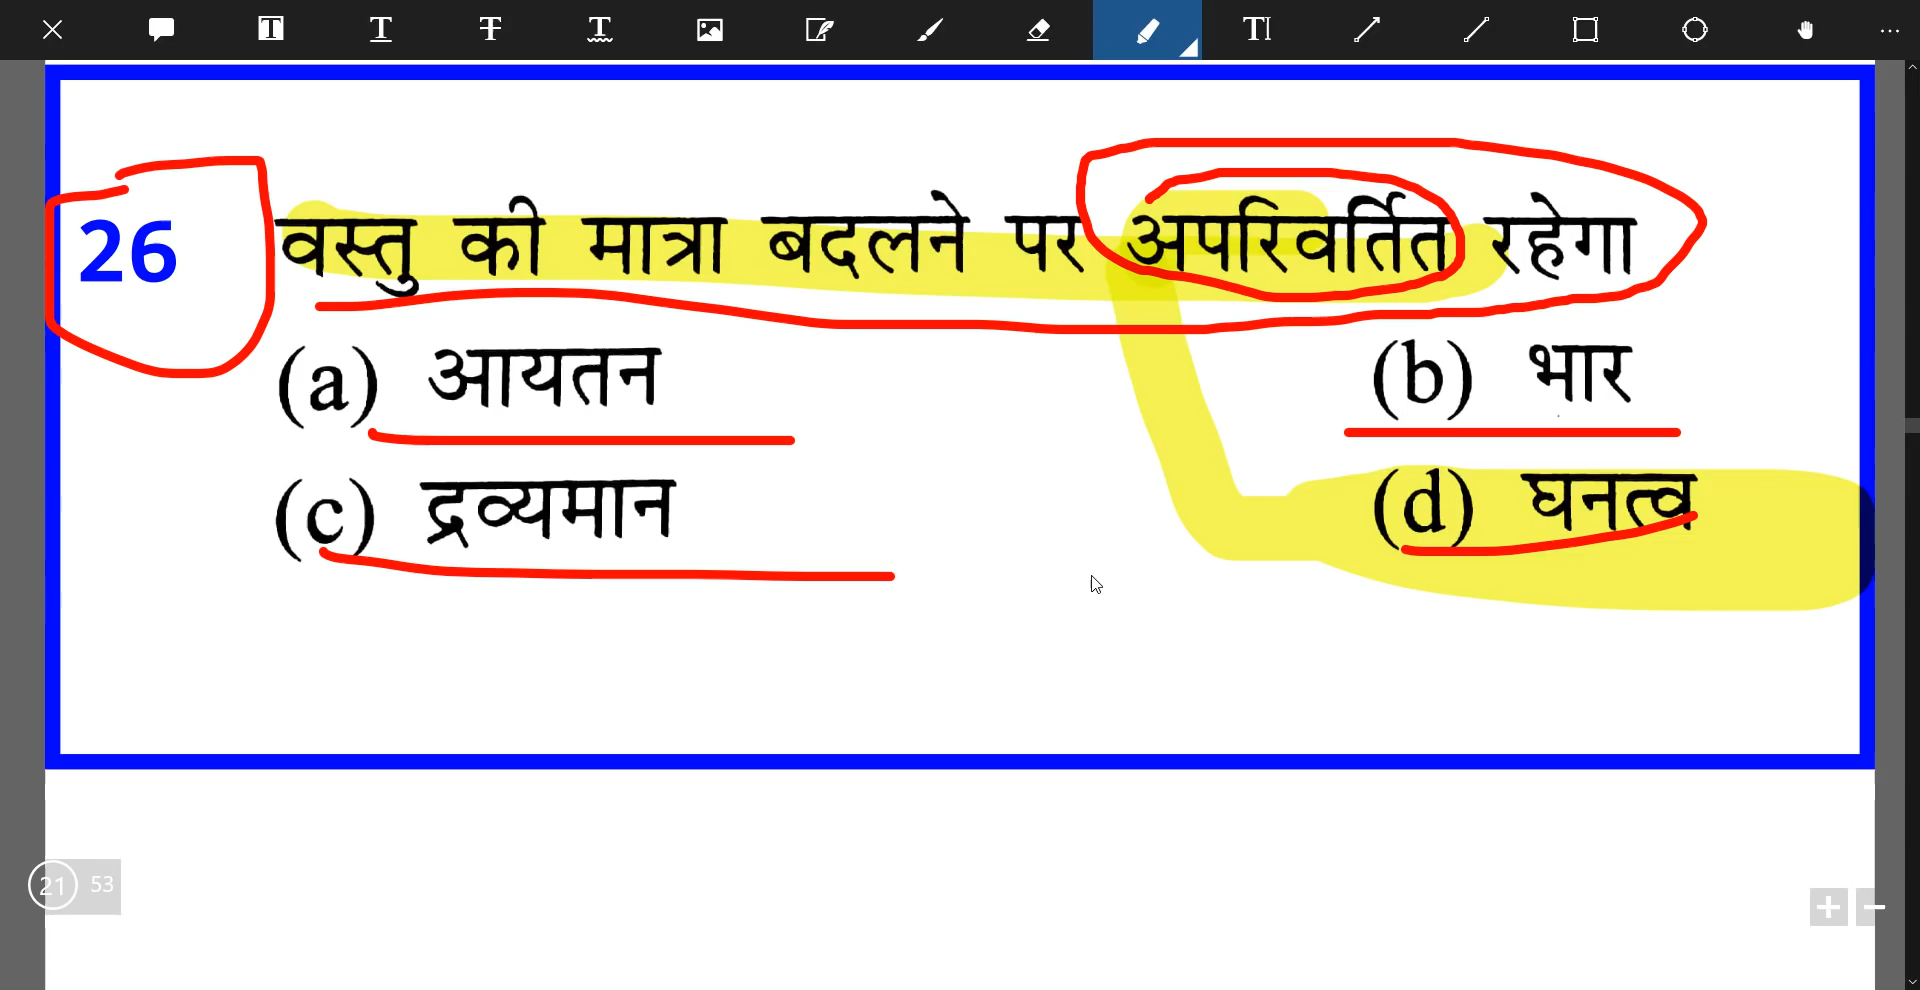 26 वस्तु की मात्रा बदलने पर अपरिवर्तित रहेगा
(a) आयतन (b) भार
(c) द्रव्यमान (d) घनत्व
21 53